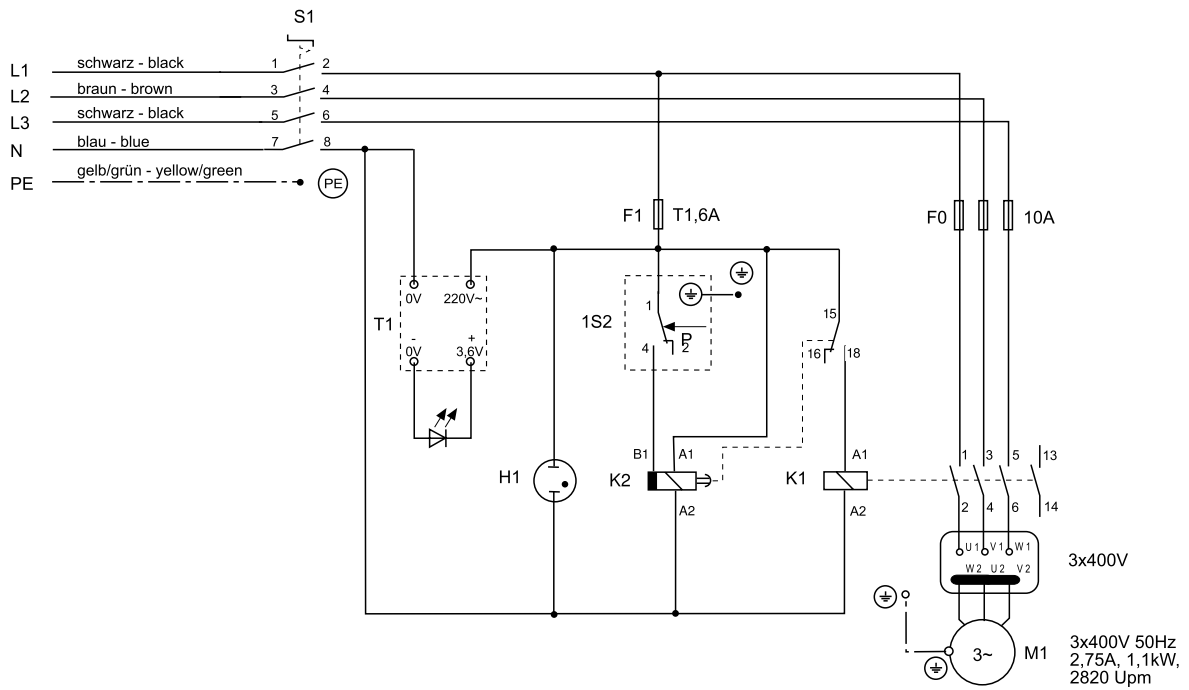 S1
L1 schwarz - black 1 2
L2 braun - brown 3 4
L3 schwarz - black 5 6
N blau - blue 7 8
PE gelb/grün - yellow/green PE
F1 T1,6A
F0 10A
T1
0V 220V~
- +
0V 3,6V
1S2
1
P
4 2
15
16 18
H1
B1 A1
K2
A2
K1
A1
A2
1 3 5 13
2 4 6 14
U1 V1 W1
W2 U2 V2
3x400V
3~
M1
3x400V 50Hz
2,75A, 1,1kW,
2820 Upm